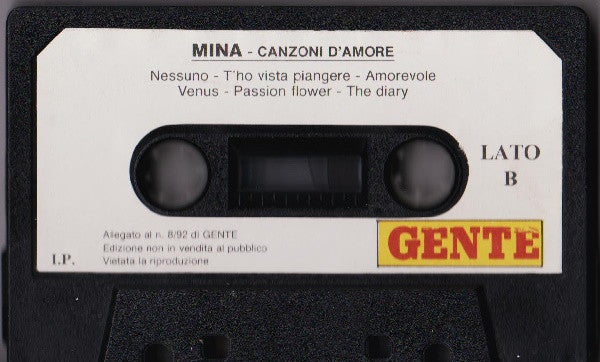 MINA - CANZONI D'AMORE
Nessuno - T'ho vista piangere - Amorevole
Venus - Passion flower - The diary
LATO
B
Allegato al n. 8/92 di GENTE
Edizione non in vendita al pubblico
Vietata la riproduzione
I.P.
GENTE